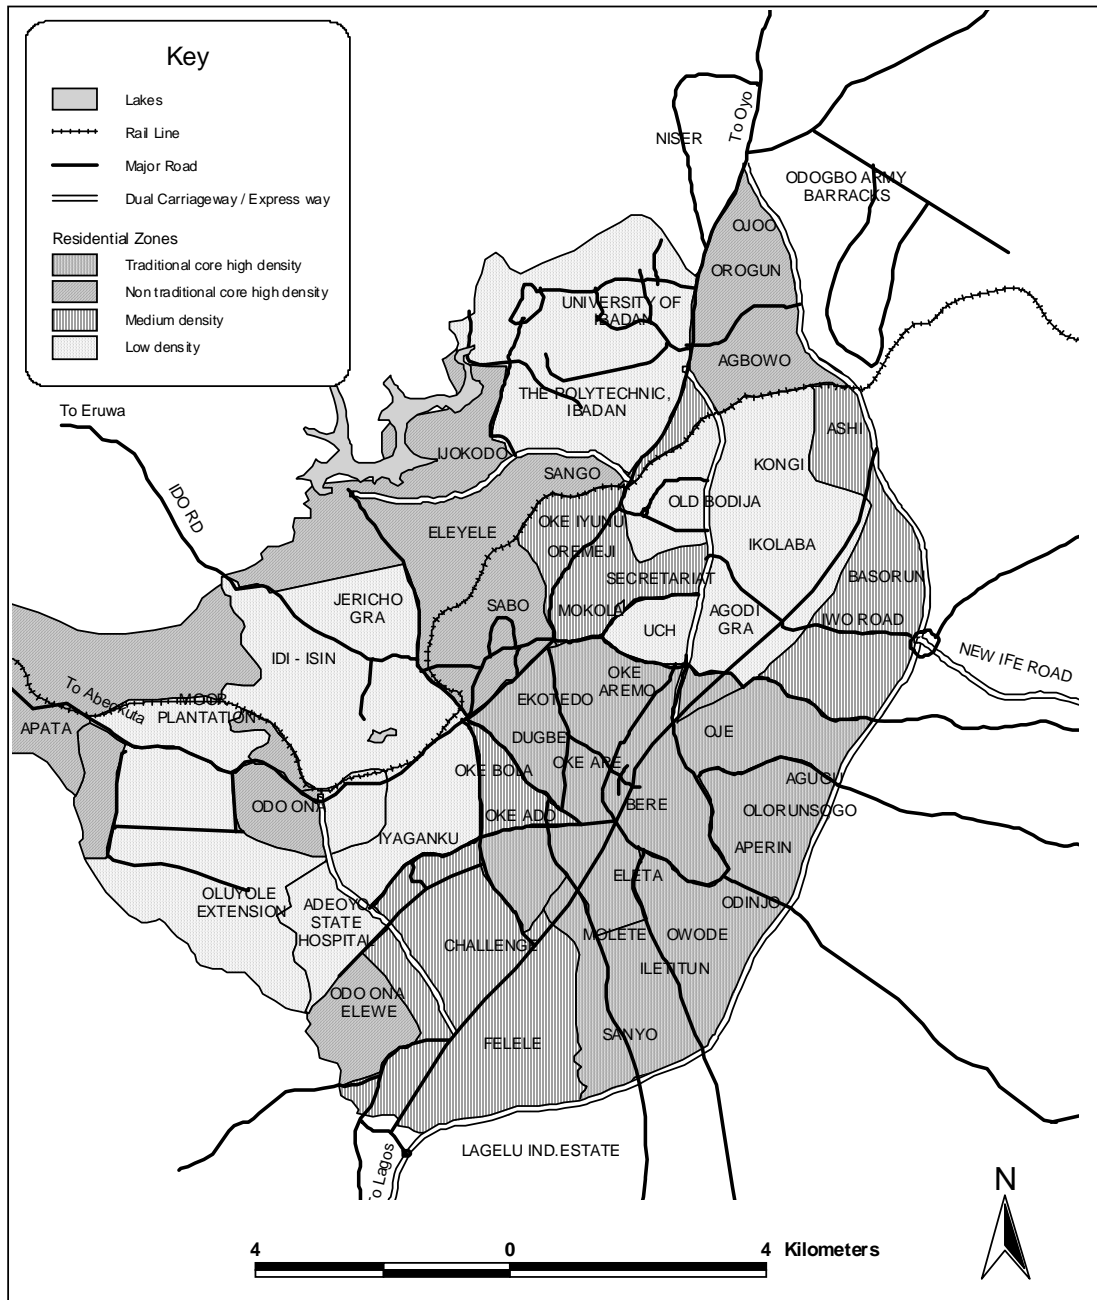 Key
Lakes
Rail Line
Major Road
Dual Carriageway / Express way
Residential Zones
Traditional core high density
Non traditional core high density
Medium density
Low density
To Oyo
NISER
ODOGBO ARMY
BARRACKS
OJOO
OROGUN
UNIVERSITY OF
IBADAN
AGBOWO
THE POLYTECHNIC,
IBADAN
To Eruwa
ASHI
IJOKODO
SANGO
KONGI
IDO RD
OLD BODIJA
OKE IYUNU
ELEYELE
OREMEJI
IKOLABA
SECRETARIAT
BASORUN
JERICHO
GRA
SABO
MOKOLA
AGODI
GRA
IWO ROAD
UCH
NEW IFE ROAD
IDI - ISIN
OKE
AREMO
To Abeokuta
MOOR
PLANTATION
EKOTEDO
APATA
DUGBE
OJE
OKE BOLA
OKE ARE
AGUGU
ODO ONA
BERE
OLORUNSOGO
OKE ADO
IYAGANKU
APERIN
ELETA
OLUYOLE
EXTENSION
ADEOYO
STATE
HOSPITAL
ODINJO
CHALLENGE
MOLETE
OWODE
ILETITUN
ODO ONA
ELEWE
SANYO
FELELE
LAGELU IND.ESTATE
To Lagos
N
4 0 4 Kilometers